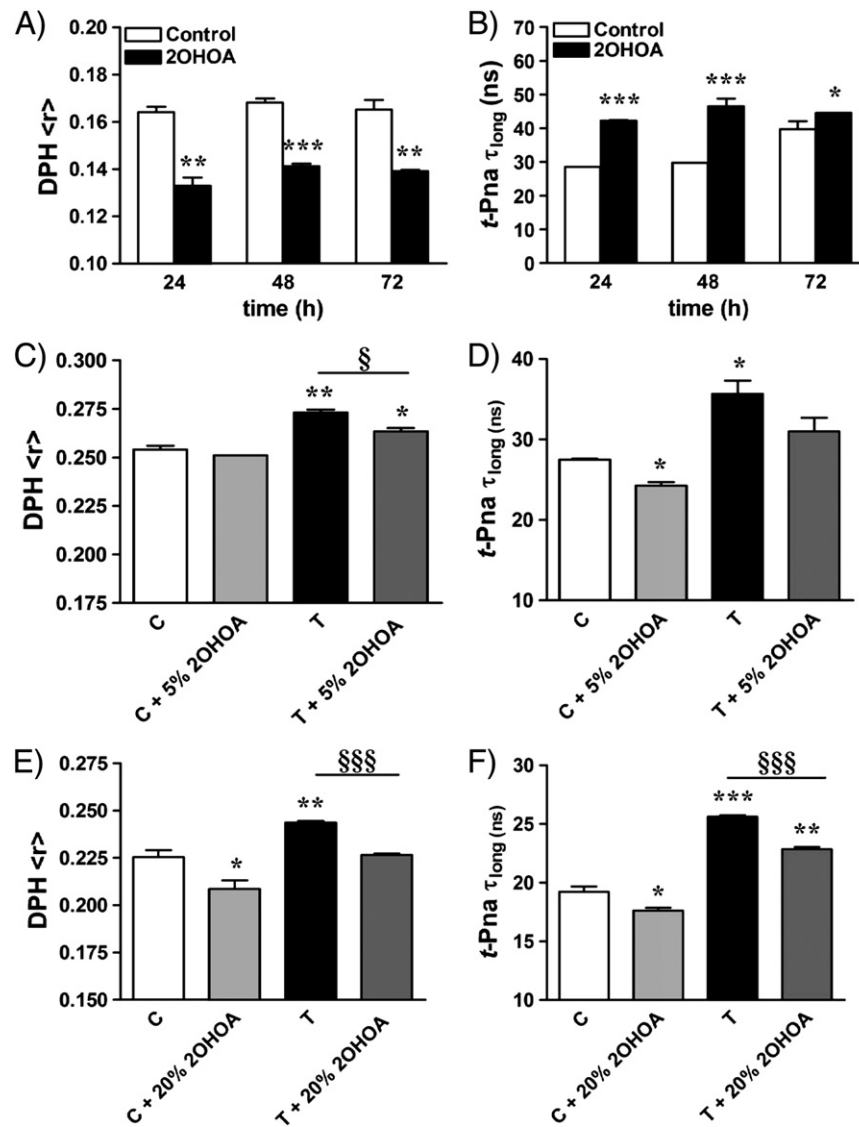 A)
0.20
0.18
0.16
0.14
0.12
0.10
DPH <r>
Control
2OHOA
**
***
**
24
48
72
time (h)
B)
60
50
40
30
20
10
0
t-Pna τlong (ns)
Control
2OHOA
***
***
*
24
48
72
time (h)
C)
0.300
0.275
0.250
0.225
0.200
0.175
DPH <r>
§
**
*
C
C + 5% 2OHOA
T
T + 5% 2OHOA
D)
40
30
20
10
t-Pna τlong (ns)
*
*
C
C + 5% 2OHOA
T
T + 5% 2OHOA
E)
0.275
0.250
0.225
0.200
0.175
0.150
DPH <r>
§§§
*
**
C
C + 20% 2OHOA
T
T + 20% 2OHOA
F)
30
25
20
15
10
t-Pna τlong (ns)
§§§
*
***
**
C
C + 20% 2OHOA
T
T + 20% 2OHOA